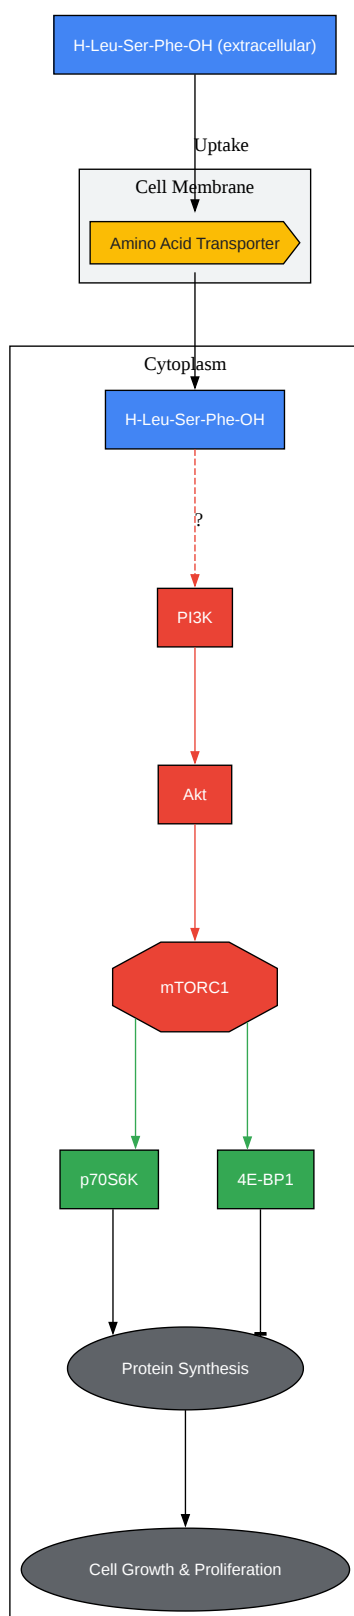 H-Leu-Ser-Phe-OH (extracellular)
Uptake
Cell Membrane
Amino Acid Transporter
Cytoplasm
H-Leu-Ser-Phe-OH
?
PI3K
Akt
mTORC1
p70S6K
4E-BP1
Protein Synthesis
Cell Growth & Proliferation